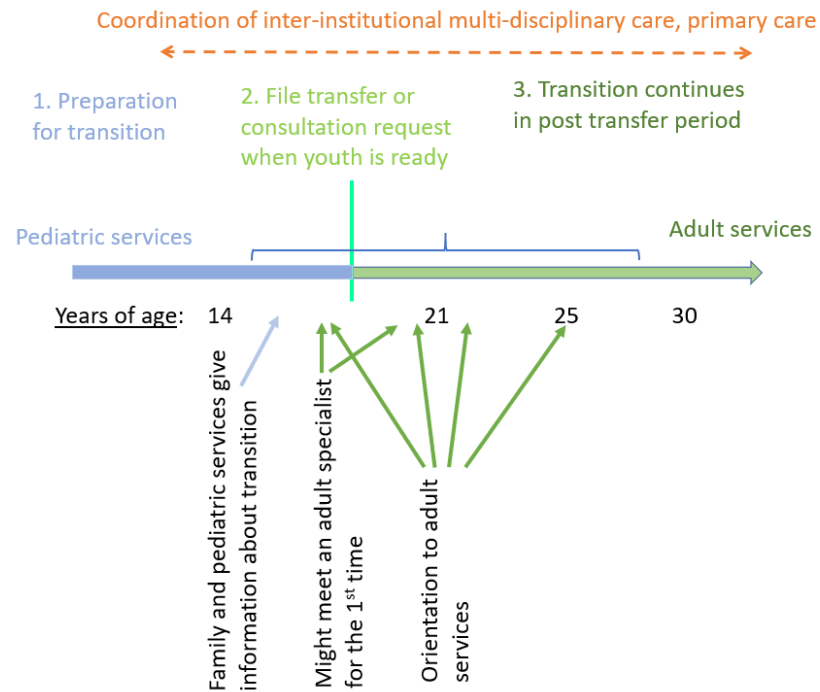 Coordination of inter-institutional multi-disciplinary care, primary care
1. Preparation
for transition
2. File transfer or
consultation request
when youth is ready
3. Transition continues
in post transfer period
Pediatric services
Adult services
Years of age:
14
21
25
30
Family and pediatric services give
information about transition
Might meet an adult specialist
for the 1st time
Orientation to adult
services